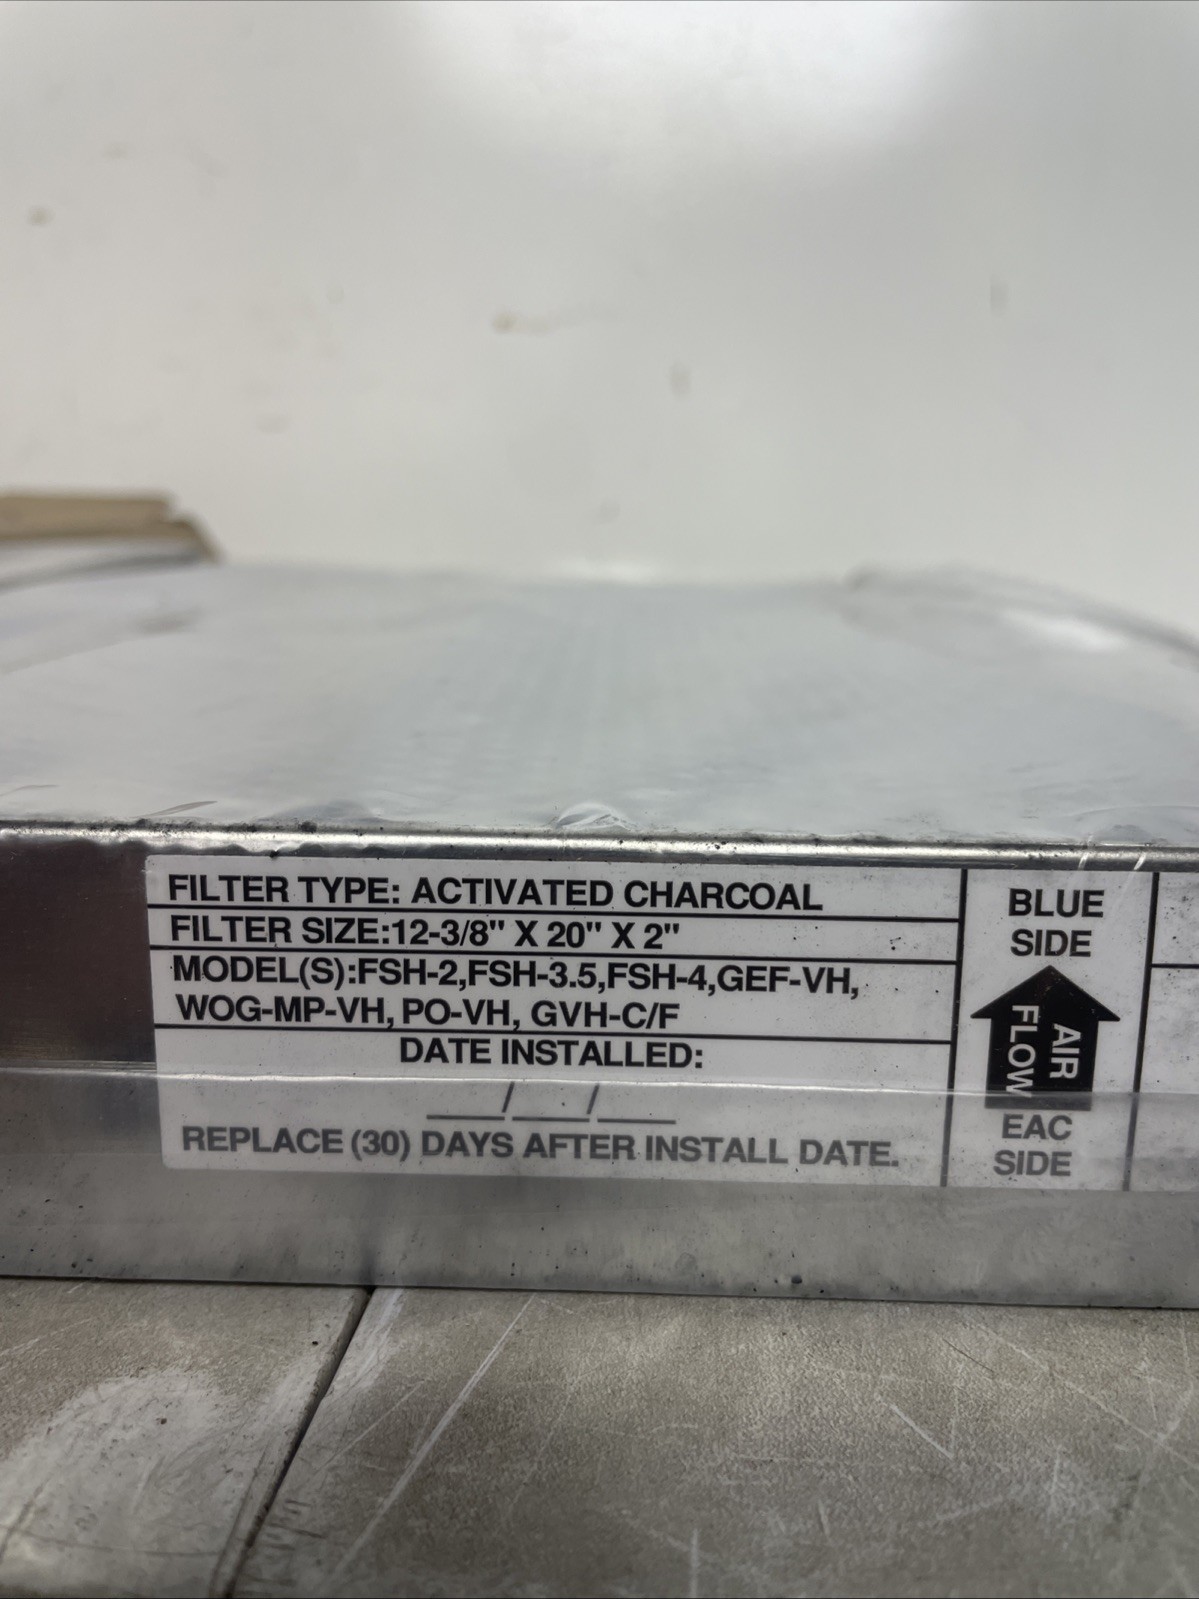 FILTER TYPE: ACTIVATED CHARCOAL
FILTER SIZE:12-3/8" X 20" X 2"
MODEL(S):FSH-2,FSH-3.5,FSH-4,GEF-VH,
WOG-MP-VH, PO-VH, GVH-C/F
DATE INSTALLED:
___/___/___
REPLACE (30) DAYS AFTER INSTALL DATE.
BLUE
SIDE
AIR
FLOW
EAC
SIDE